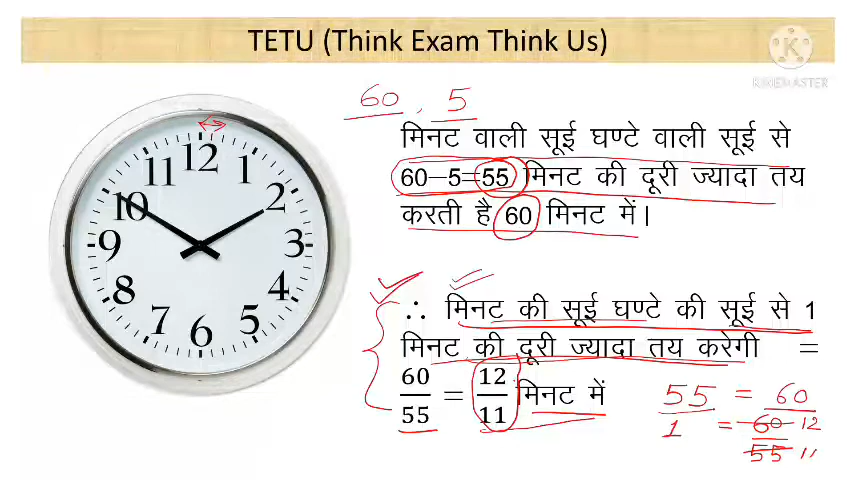 TETU (Think Exam Think Us)
KINEMASTER
60, 5
मिनट वाली सूई घण्टे वाली सूई से
60-5=55 मिनट की दूरी ज्यादा तय
करती है 60 मिनट में।
∴ मिनट की सूई घण्टे की सूई से 1
मिनट की दूरी ज्यादा तय करेगी =
60/55 = 12/11 मिनट में
55 = 60
1 = 60/55 12/11
12
1
2
3
4
5
6
7
8
9
10
11